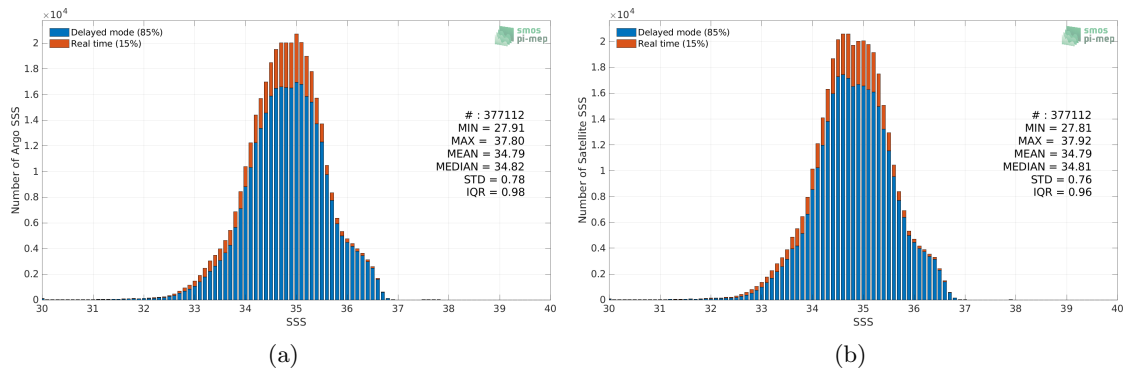 ×10⁴
Delayed mode (85%)
Real time (15%)
smos
pi-mep
2
1.8
1.6
1.4
1.2
1
0.8
0.6
0.4
0.2
0
Number of Argo SSS
# : 377112
MIN = 27.91
MAX = 37.80
MEAN = 34.79
MEDIAN = 34.82
STD = 0.78
IQR = 0.98
30 31 32 33 34 35 36 37 38 39 40
SSS
(a)
×10⁴
Delayed mode (85%)
Real time (15%)
smos
pi-mep
2
1.8
1.6
1.4
1.2
1
0.8
0.6
0.4
0.2
0
Number of Satellite SSS
# : 377112
MIN = 27.81
MAX = 37.92
MEAN = 34.79
MEDIAN = 34.81
STD = 0.76
IQR = 0.96
30 31 32 33 34 35 36 37 38 39 40
SSS
(b)